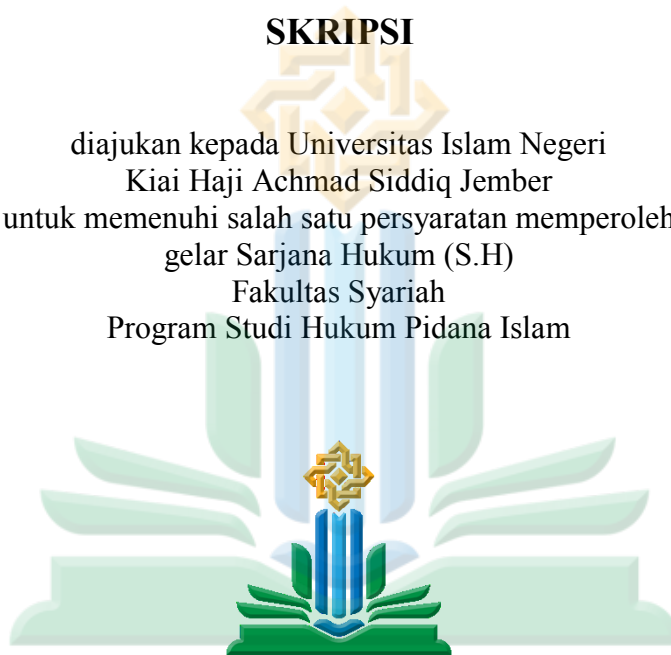 SKRIPSI
diajukan kepada Universitas Islam Negeri
Kiai Haji Achmad Siddiq Jember
untuk memenuhi salah satu persyaratan memperoleh
gelar Sarjana Hukum (S.H)
Fakultas Syariah
Program Studi Hukum Pidana Islam